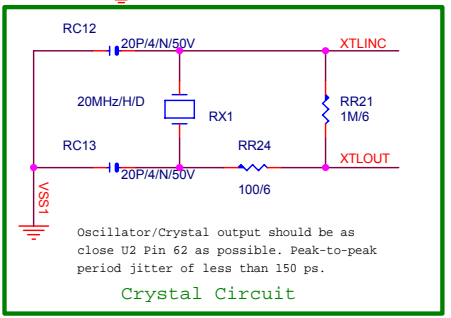 RC12
20P/4/N/50V
XTLINC
20MHz/H/D
RX1
RR21
1M/6
RC13
20P/4/N/50V
RR24
100/6
XTLOUT
VSS1
Oscillator/Crystal output should be as
close U2 Pin 62 as possible. Peak-to-peak
period jitter of less than 150 ps.
Crystal Circuit